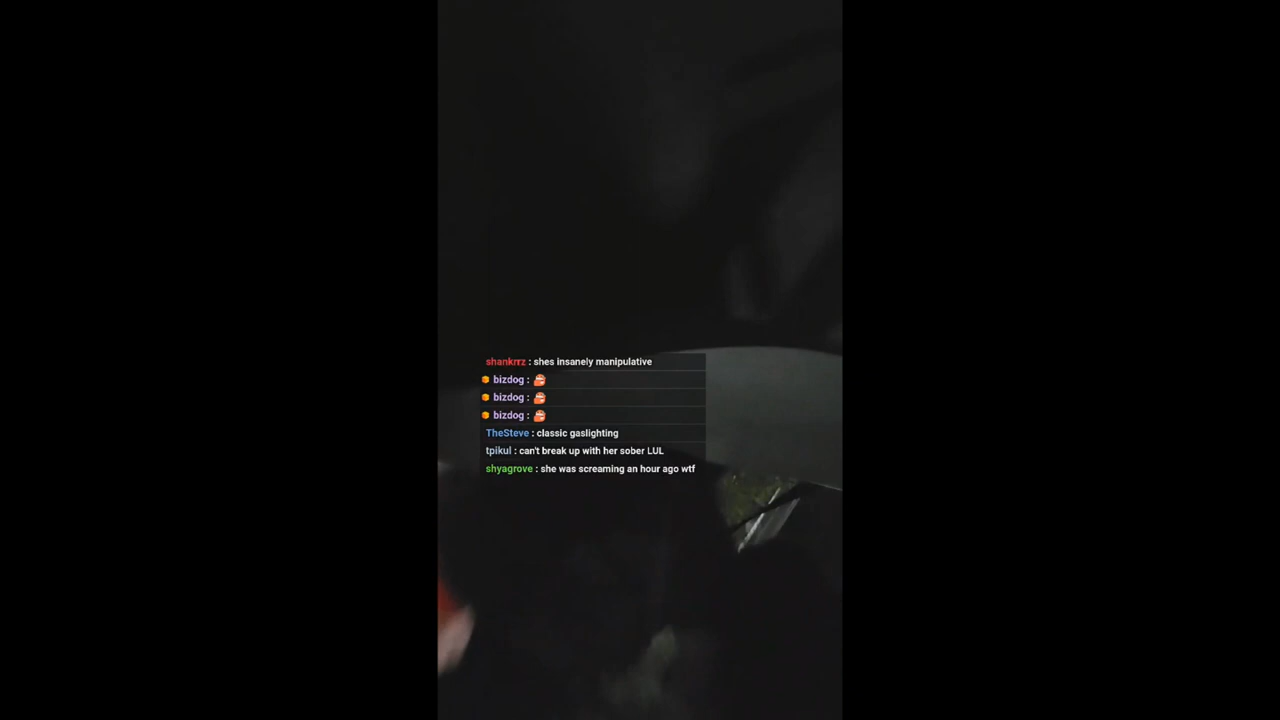 shankrrz : shes insanely manipulative
bizdog :
bizdog :
bizdog :
TheSteve : classic gaslighting
tpikul : can't break up with her sober LUL
shyagrove : she was screaming an hour ago wtf